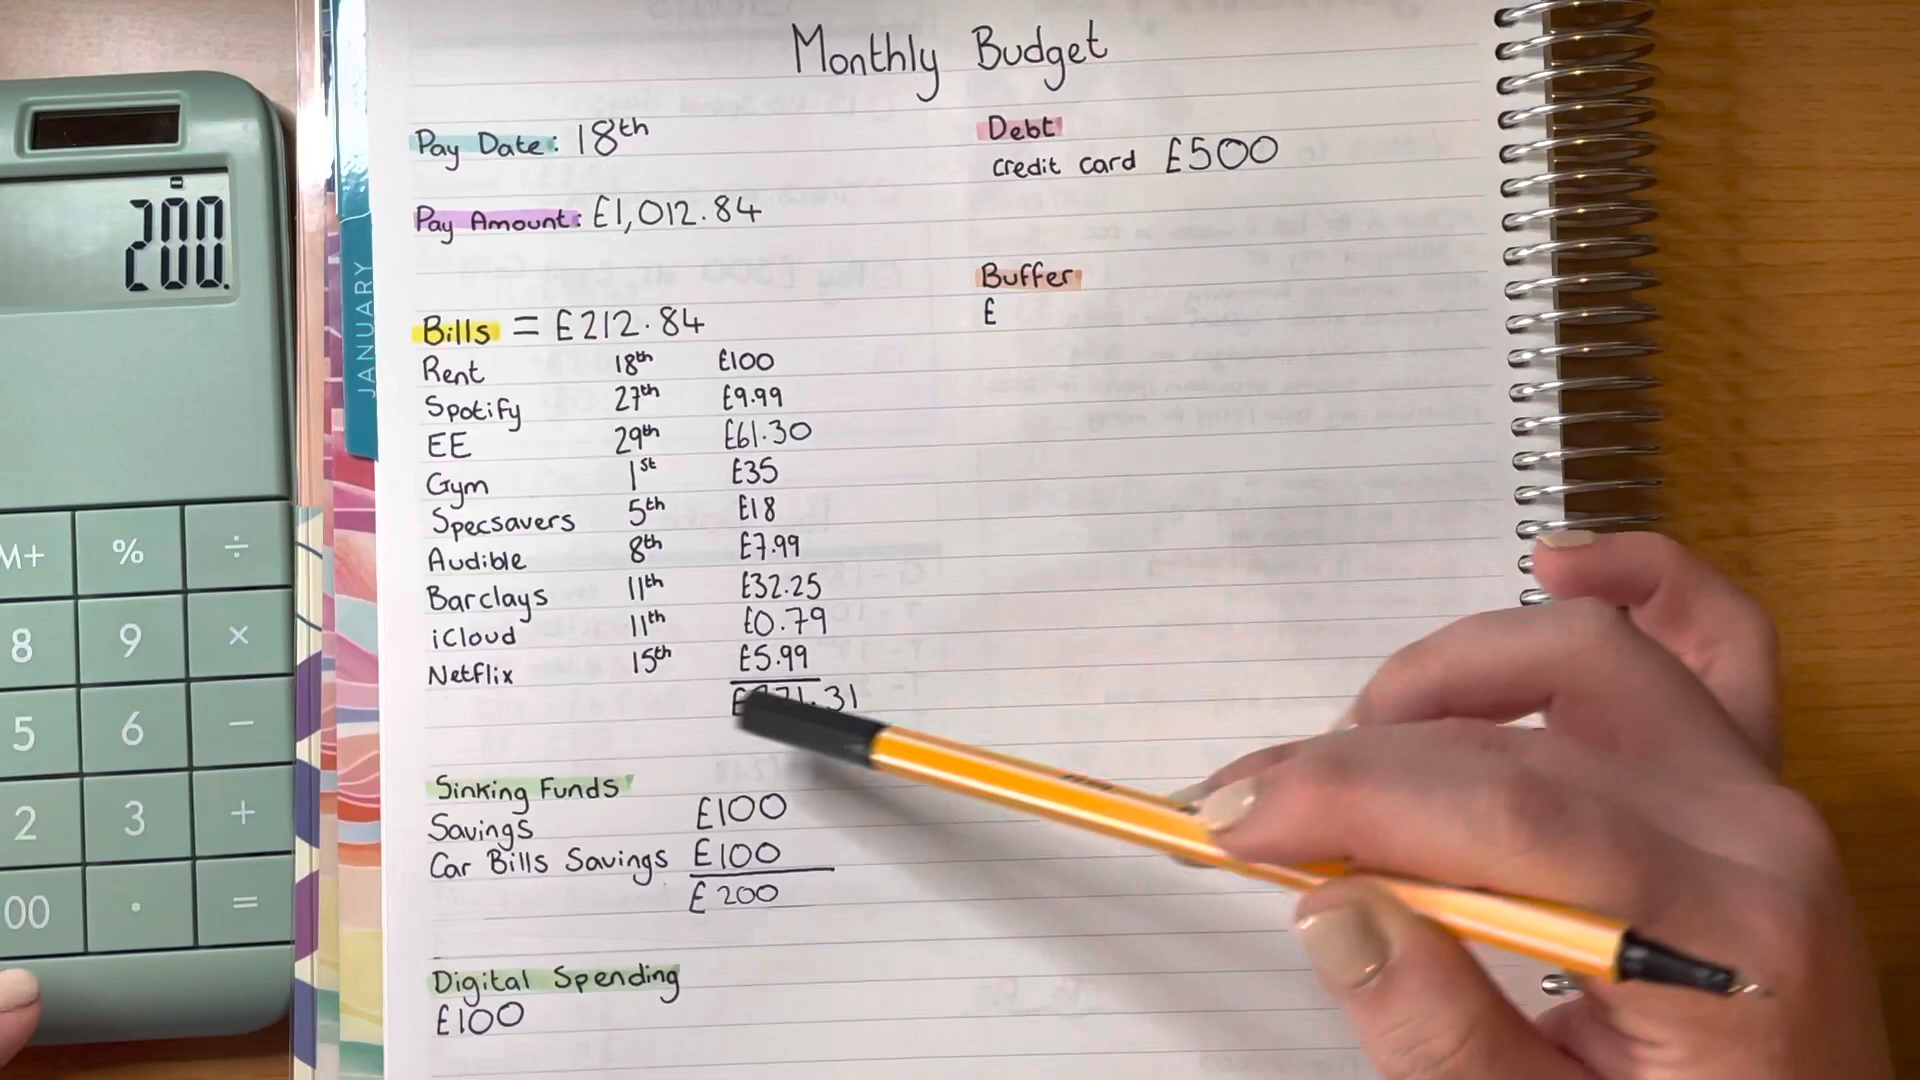 Monthly Budget
Pay Date: 18th
Pay Amount: £1,012.84
Bills = £212.84
Rent 18th £100
Spotify 27th £9.99
EE 29th £61.30
Gym 1st £35
Specsavers 5th £18
Audible 8th £7.99
Barclays 11th £32.25
iCloud 11th £0.79
Netflix 15th £5.99
Sinking Funds
Savings £100
Car Bills Savings £100
£200
Digital Spending
£100
Debt
credit card £500
Buffer
£
JANUARY
200.
M+ % ÷
8 9 ×
5 6 −
2 3 +
00 . =